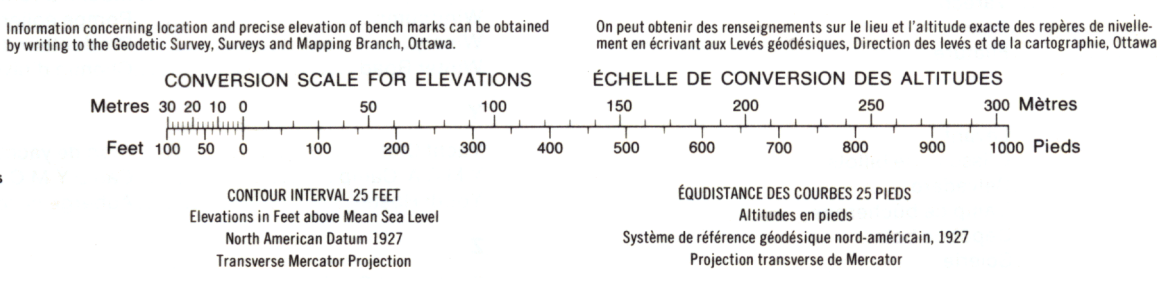 Information concerning location and precise elevation of bench marks can be obtained
by writing to the Geodetic Survey, Surveys and Mapping Branch, Ottawa.
On peut obtenir des renseignements sur le lieu et l'altitude exacte des repères de nivelle-
ment en écrivant aux Levés géodésiques, Direction des levés et de la cartographie, Ottawa
CONVERSION SCALE FOR ELEVATIONS
ÉCHELLE DE CONVERSION DES ALTITUDES
Metres 30 20 10 0 50 100 150 200 250 300 Mètres
Feet 100 50 0 100 200 300 400 500 600 700 800 900 1000 Pieds
CONTOUR INTERVAL 25 FEET
Elevations in Feet above Mean Sea Level
North American Datum 1927
Transverse Mercator Projection
ÉQUDISTANCE DES COURBES 25 PIEDS
Altitudes en pieds
Système de référence géodésique nord-américain, 1927
Projection transverse de Mercator